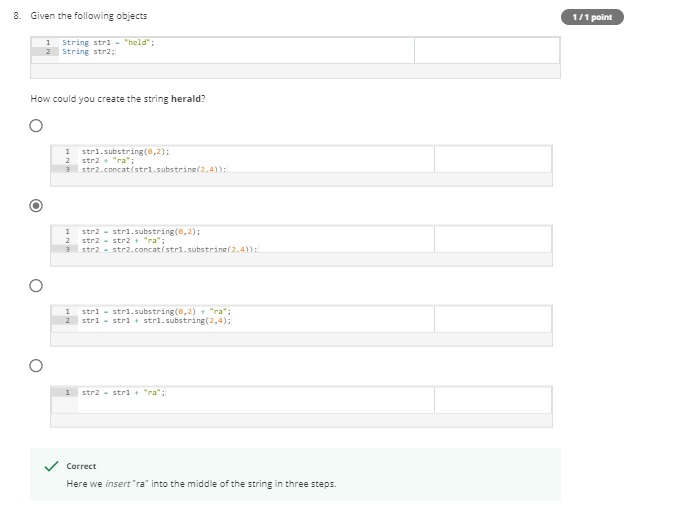 8. Given the following objects
1 / 1 point
1 String str1 = "held";
2 String str2;
How could you create the string herald?
1 str1.substring(0,2);
2 str2 + "ra";
3 str2.concat(str1.substring(2,4));
1 str2 = str1.substring(0,2);
2 str2 = str2 + "ra";
3 str2 = str2.concat(str1.substring(2,4));
1 str1 = str1.substring(0,2) + "ra";
2 str1 = str1 + str1.substring(2,4);
1 str2 = str1 + "ra";
Correct
Here we insert "ra" into the middle of the string in three steps.